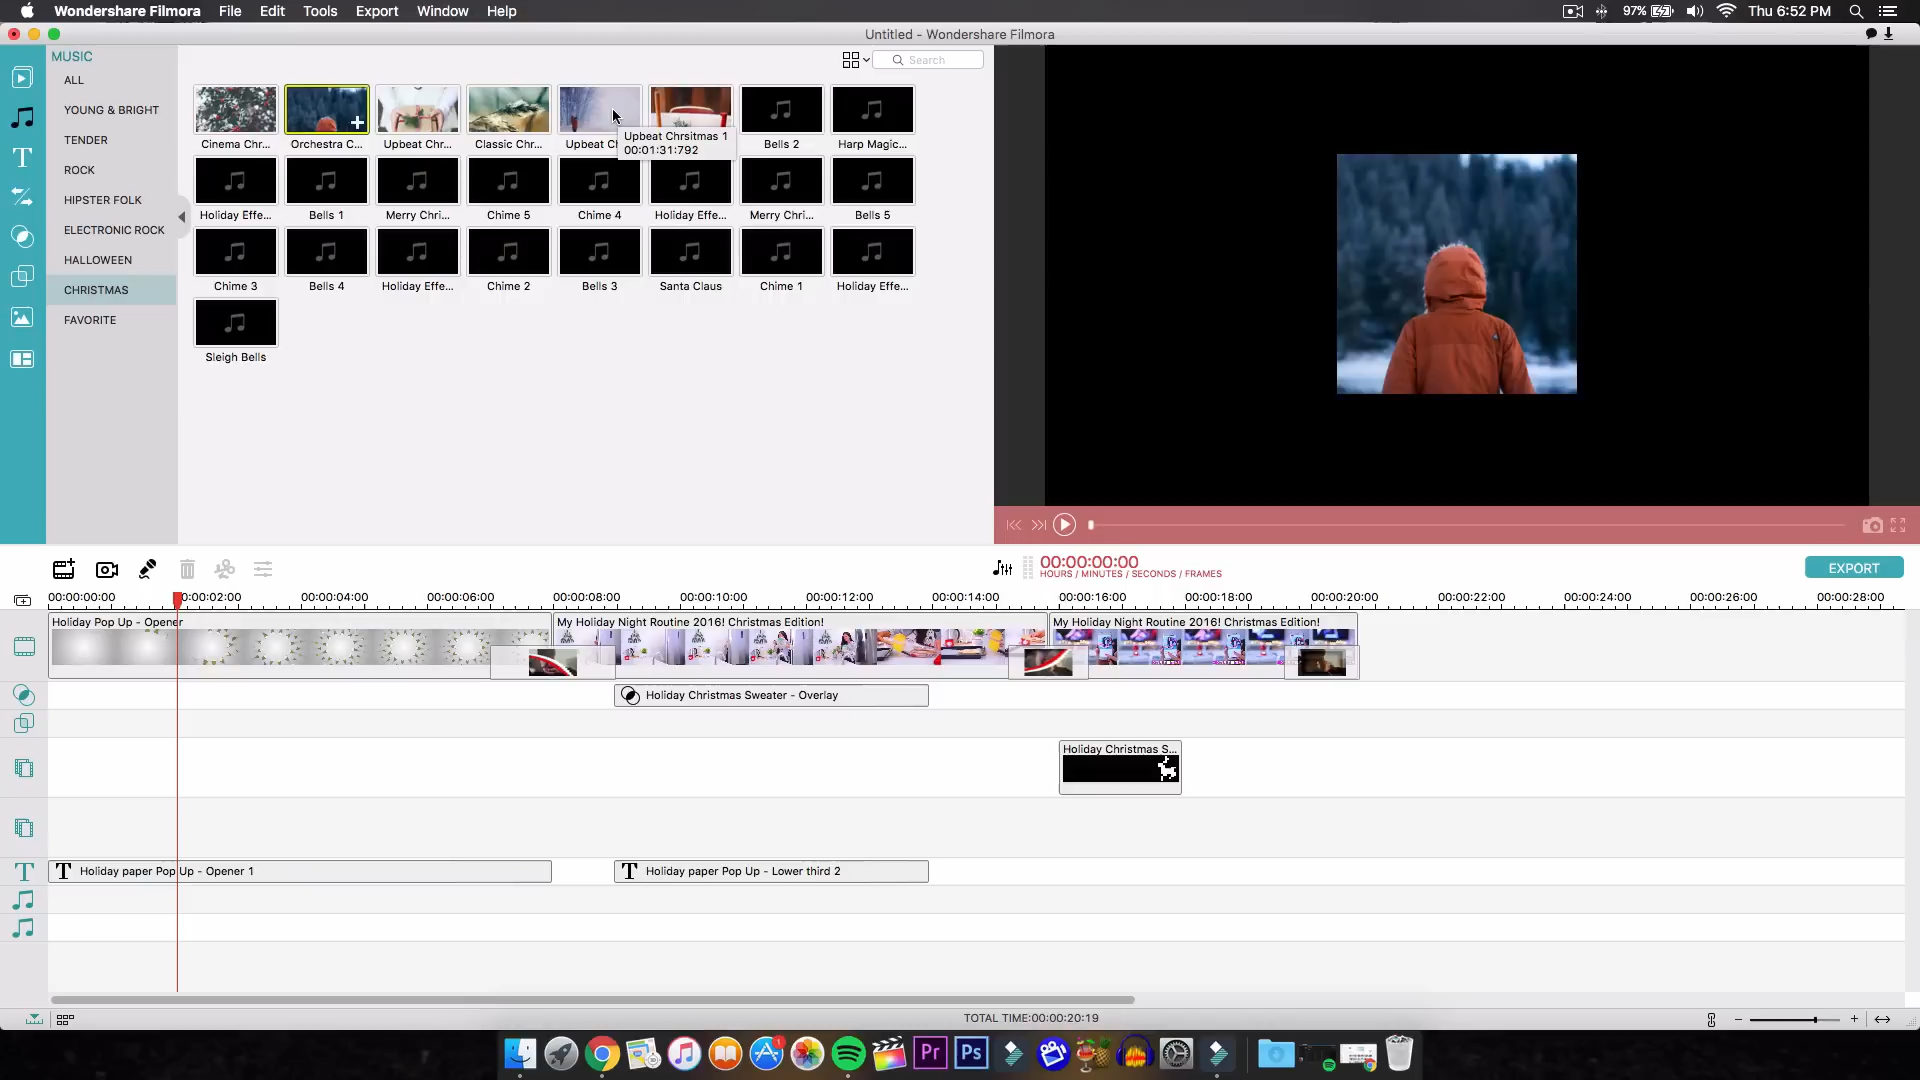 Wondershare Filmora File Edit Tools Export Window Help 97% Thu 6:52 PM
Untitled - Wondershare Filmora
MUSIC
ALL
YOUNG & BRIGHT
TENDER
ROCK
HIPSTER FOLK
ELECTRONIC ROCK
HALLOWEEN
CHRISTMAS
FAVORITE
Search
Cinema Chr... Orchestra C... Upbeat Chr... Classic Chr... Upbeat Ch Bells 2 Harp Magic...
Upbeat Chrsitmas 1
00:01:31:792
Holiday Effe... Bells 1 Merry Chri... Chime 5 Chime 4 Holiday Effe... Merry Chri... Bells 5
Chime 3 Bells 4 Holiday Effe... Chime 2 Bells 3 Santa Claus Chime 1 Holiday Effe...
Sleigh Bells
00:00:00:00
HOURS / MINUTES / SECONDS / FRAMES
EXPORT
00:00:00:00 0:00:02:00 00:00:04:00 00:00:06:00 00:00:08:00 00:00:10:00 00:00:12:00 00:00:14:00 00:00:16:00 00:00:18:00 00:00:20:00 00:00:22:00 00:00:24:00 00:00:26:00 00:00:28:00
Holiday Pop Up - Opener My Holiday Night Routine 2016! Christmas Edition! My Holiday Night Routine 2016! Christmas Edition!
Holiday Christmas Sweater - Overlay
Holiday Christmas S...
T Holiday paper Pop Up - Opener 1 T Holiday paper Pop Up - Lower third 2
TOTAL TIME:00:00:20:19
Pr Ps